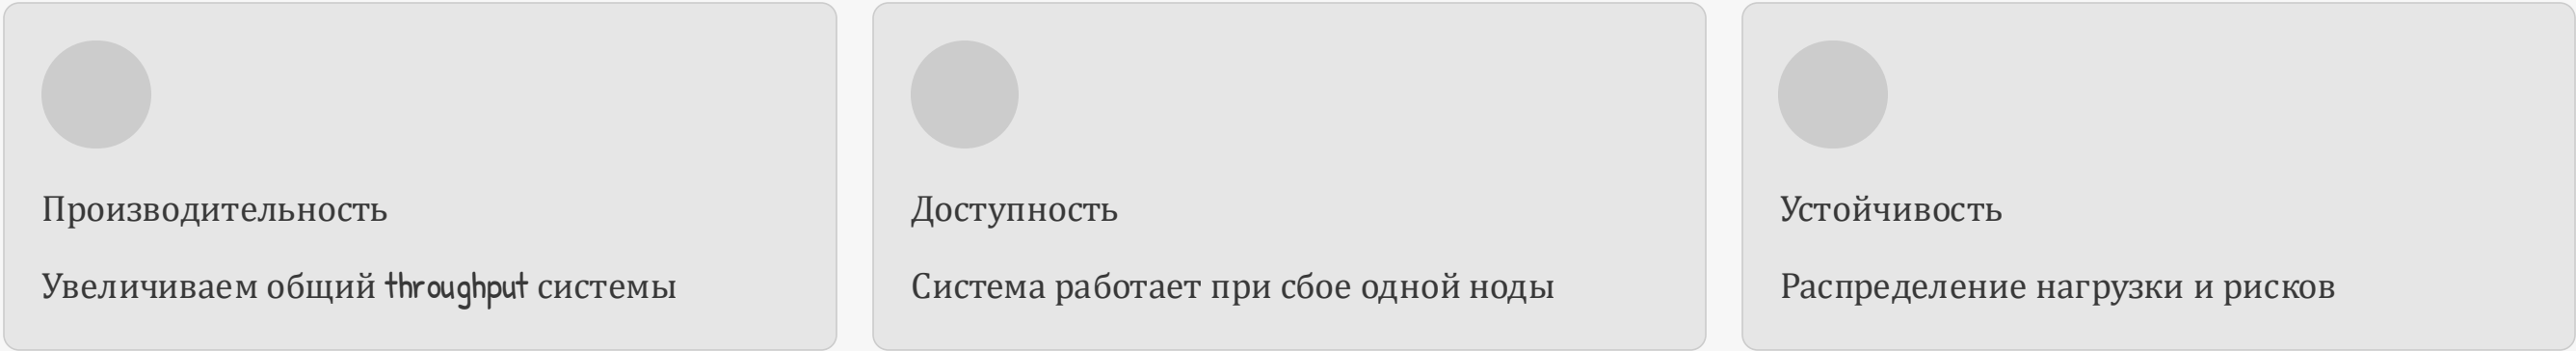 Производительность
Увеличиваем общий throughput системы
Доступность
Система работает при сбое одной ноды
Устойчивость
Распределение нагрузки и рисков